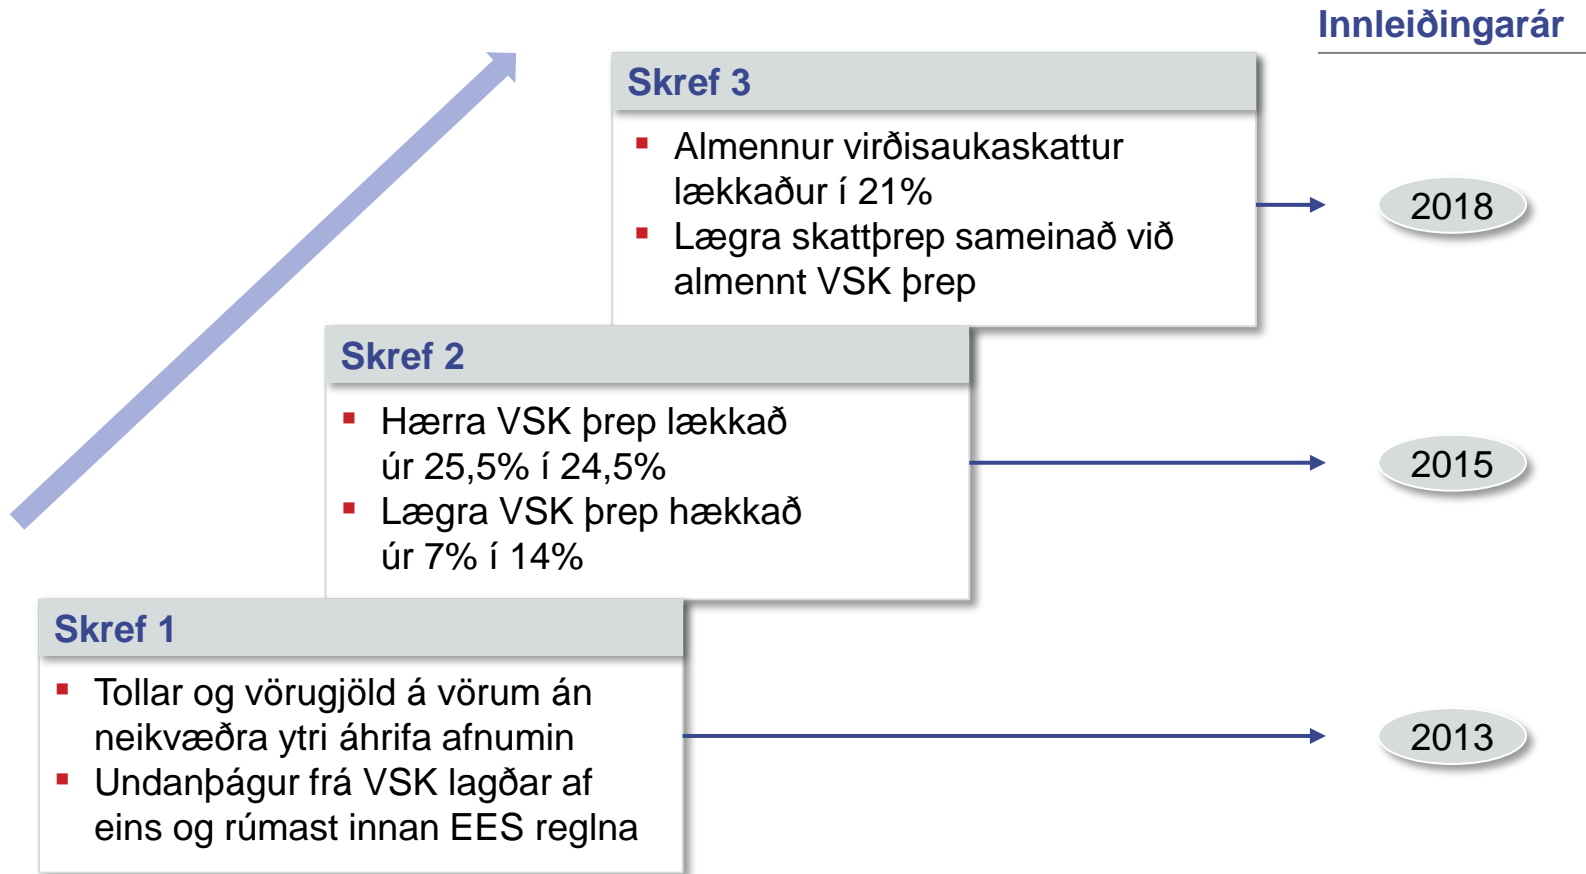 Innleiðingarár
Skref 3
▪ Almennur virðisaukaskattur
lækkaður í 21%
▪ Lægra skattþrep sameinað við
almennt VSK þrep
2018
Skref 2
▪ Hærra VSK þrep lækkað
úr 25,5% í 24,5%
▪ Lægra VSK þrep hækkað
úr 7% í 14%
2015
Skref 1
▪ Tollar og vörugjöld á vörum án
neikvæðra ytri áhrifa afnumin
▪ Undanþágur frá VSK lagðar af
eins og rúmast innan EES reglna
2013